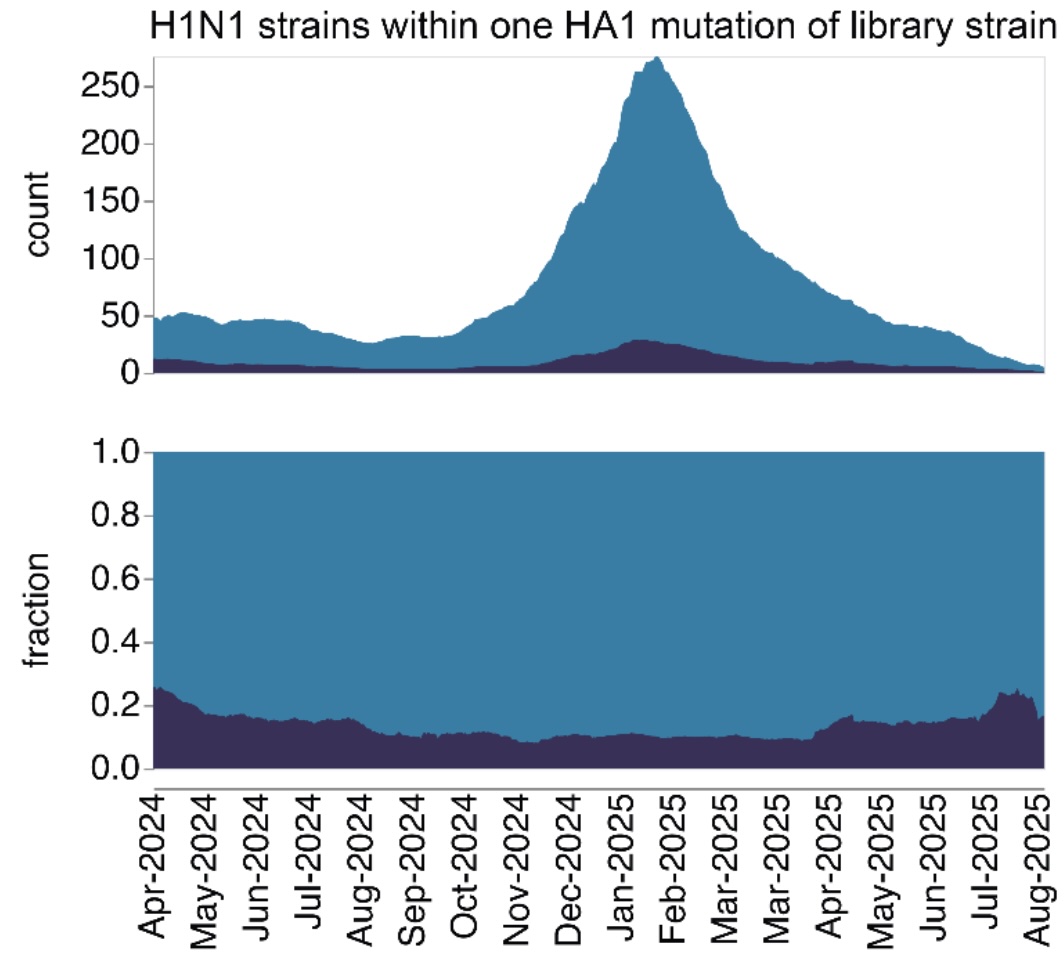 H1N1 strains within one HA1 mutation of library strain
count
250
200
150
100
50
0
fraction
1.0
0.8
0.6
0.4
0.2
0.0
Apr-2024
May-2024
Jun-2024
Jul-2024
Aug-2024
Sep-2024
Oct-2024
Nov-2024
Dec-2024
Jan-2025
Feb-2025
Mar-2025
Mar-2025
Apr-2025
May-2025
Jun-2025
Jul-2025
Aug-2025